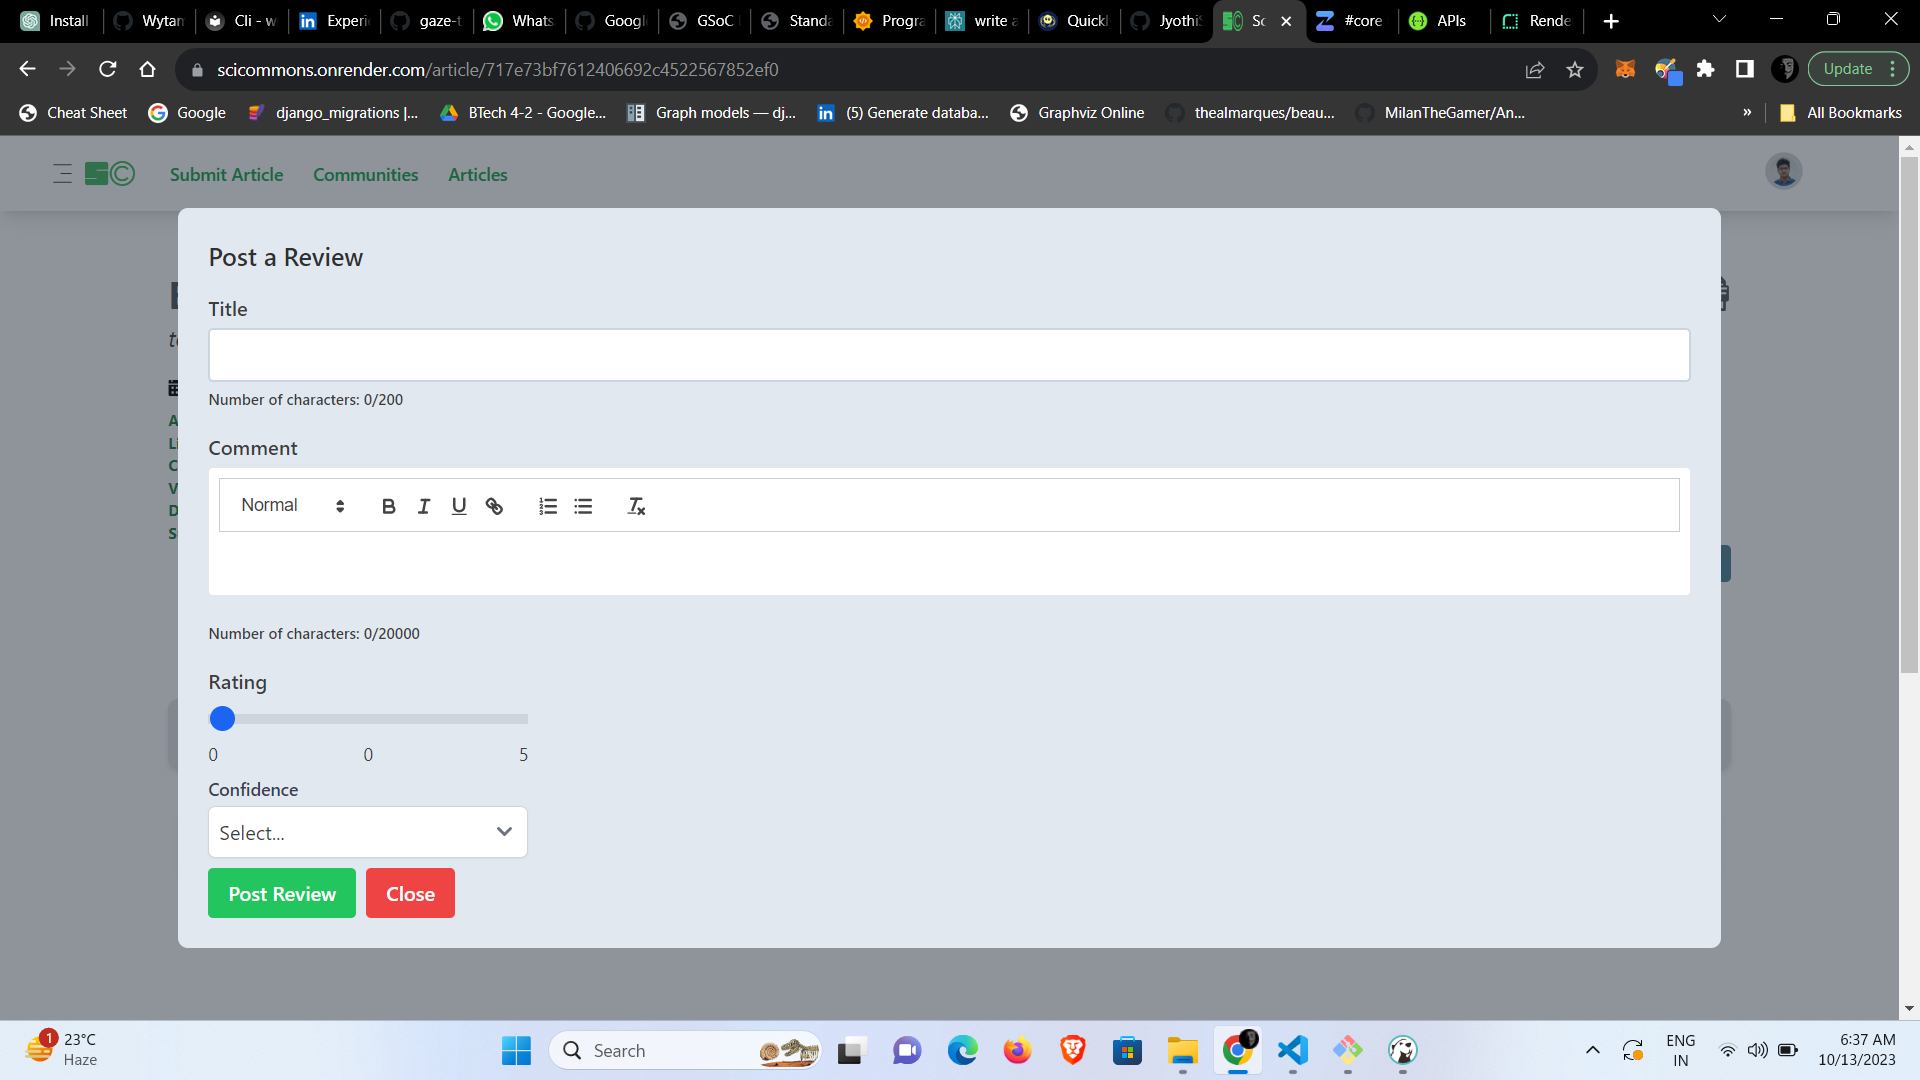 Install
Wytam
Cli - w
Experi
gaze-t
Whats
Googl
GSoC
Standa
Progra
write a
Quickl
Jyothi
Sc
#core
APIs
Rende
scicommons.onrender.com/article/717e73bf7612406692c4522567852ef0
Update
Cheat Sheet
Google
django_migrations |...
BTech 4-2 - Google...
Graph models — dj...
(5) Generate databa...
Graphviz Online
thealmarques/beau...
MilanTheGamer/An...
»
All Bookmarks
SC
Submit Article
Communities
Articles
Post a Review
Title
Number of characters: 0/200
Comment
Normal
Number of characters: 0/20000
Rating
0 0 5
Confidence
Select...
Post Review
Close
1
23°C
Haze
Search
ENG
IN
6:37 AM
10/13/2023